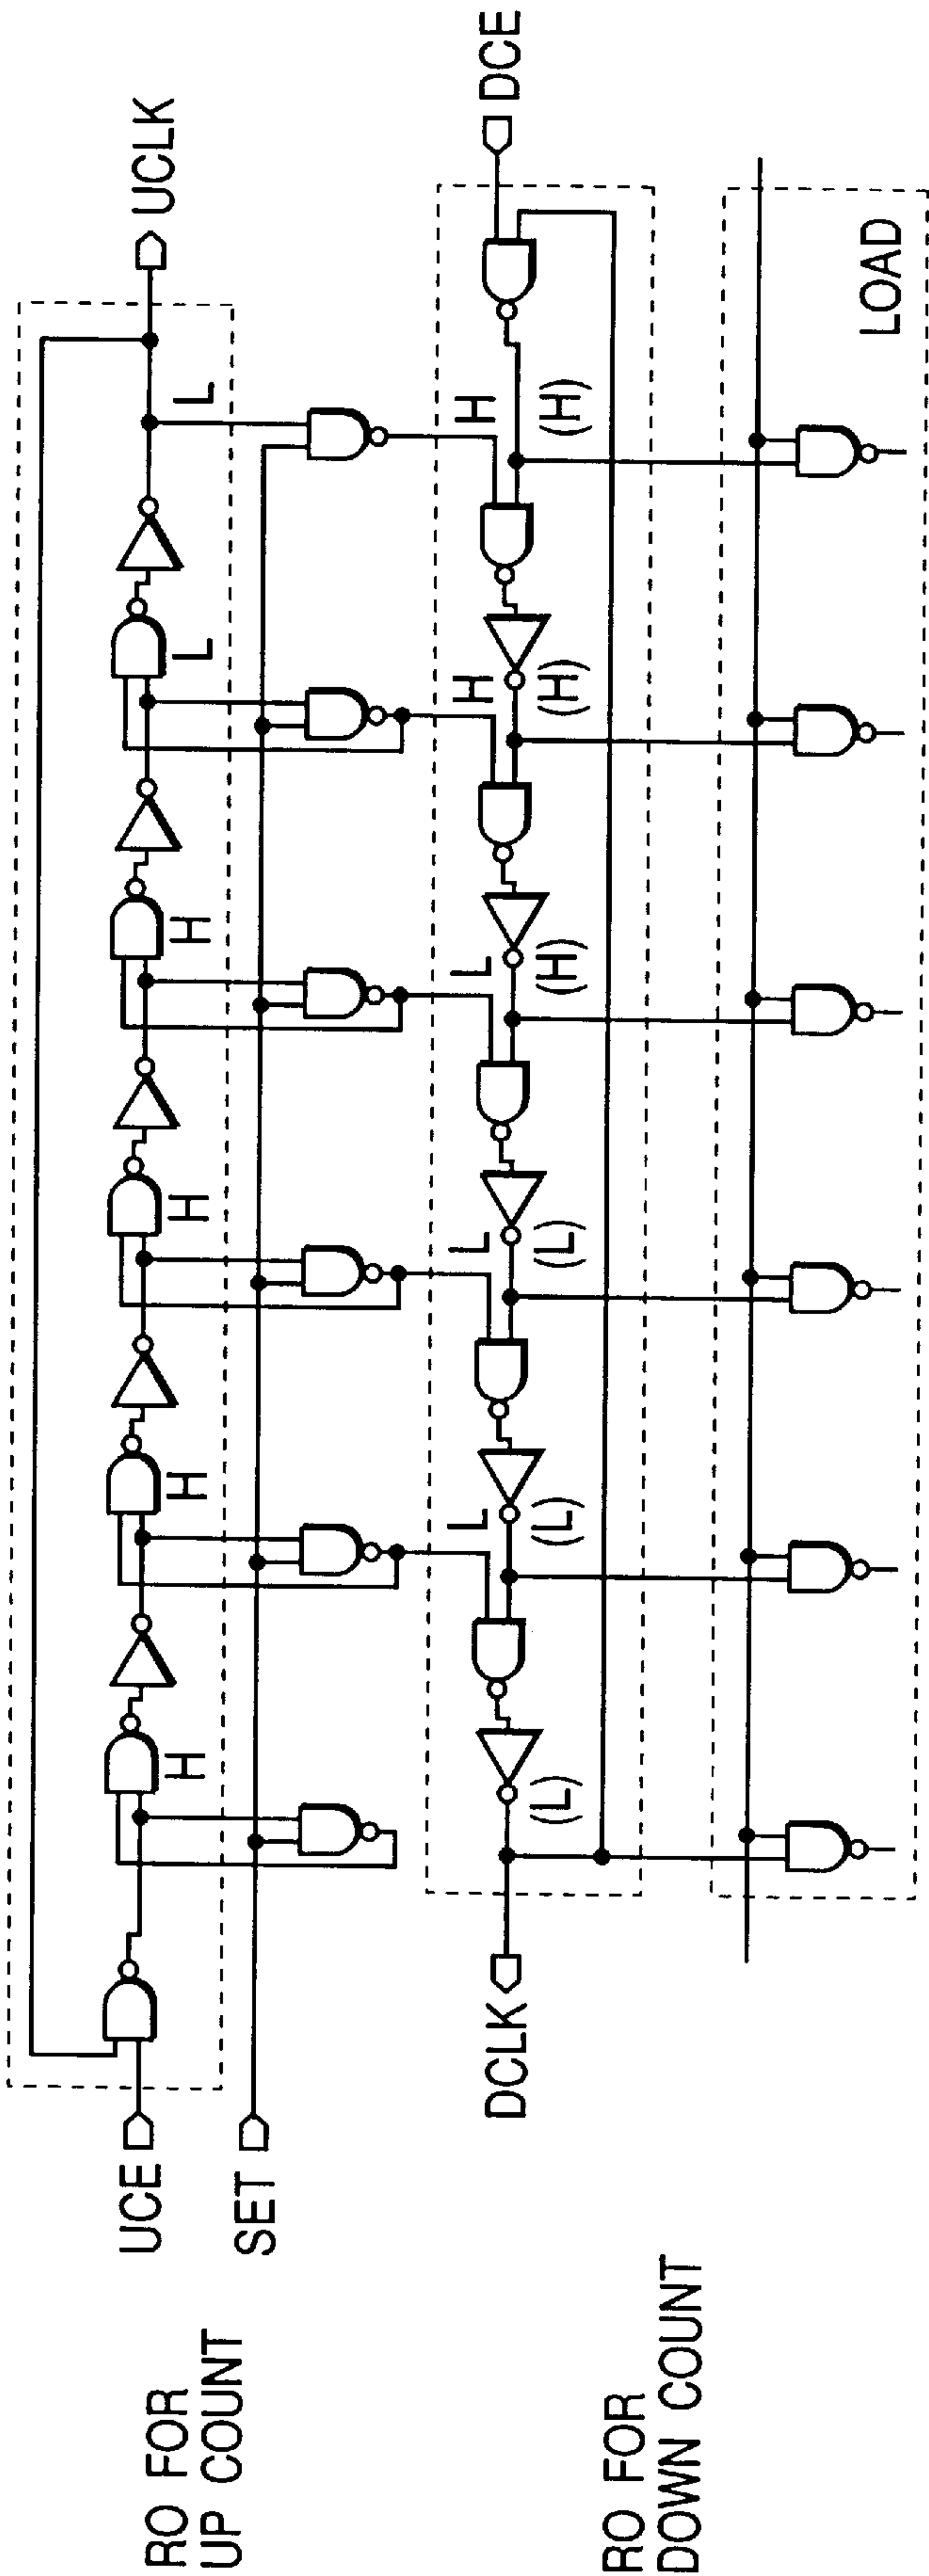 RO FOR
UP COUNT
UCE
H
H
H
H
L
L
UCLK
SET
RO FOR
DOWN COUNT
DCLK
L
L
L
H
H
(L)
(L)
(L)
(H)
(H)
(H)
DCE
LOAD